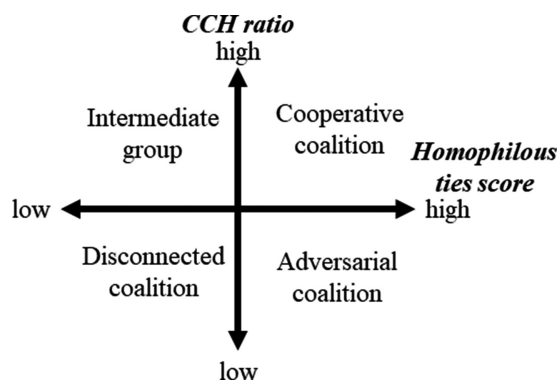 CCH ratio
high
Intermediate
group
Cooperative
coalition
Homophilous
ties score
low
high
Disconnected
coalition
Adversarial
coalition
low